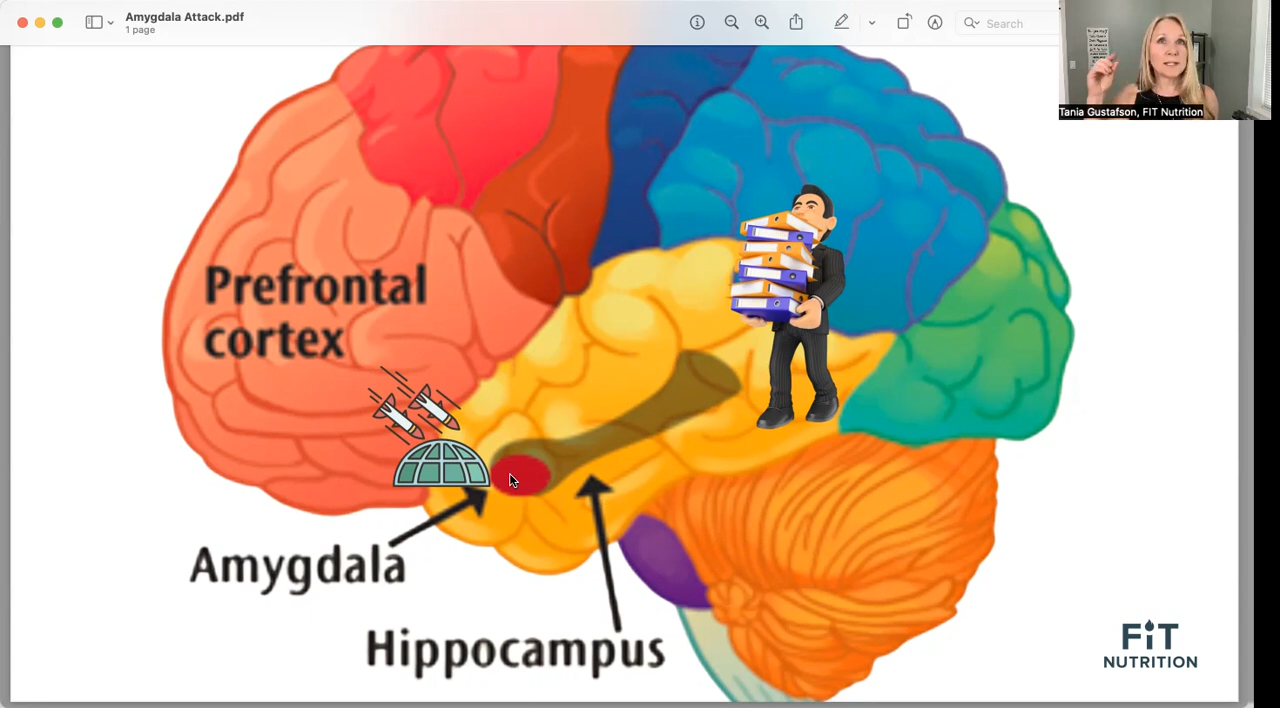 Amygdala Attack.pdf
1 page
Search
Tania Gustafson, FIT Nutrition
Prefrontal
cortex
Amygdala
Hippocampus
FiT
NUTRITION